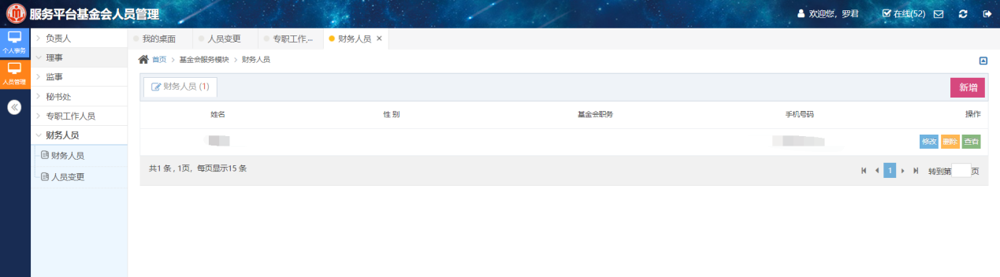 服务平台基金会人员管理
欢迎您, 罗君 在线(52)
个人事务
人员管理
负责人
理事
监事
秘书处
专职工作人员
财务人员
财务人员
人员变更
我的桌面 人员变更 专职工作,... 财务人员 ×
首页 > 基金会服务模块 > 财务人员
财务人员 (1) 新增
姓名 性 别 基金会职务 手机号码 操作
修改 删除 查看
共1 条 , 1页, 每页显示15 条 1 转到第 页